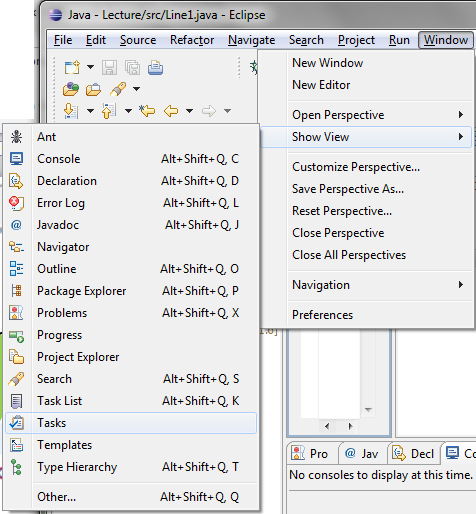 Java - Lecture/src/Line1.java - Eclipse
File Edit Source Refactor Navigate Search Project Run Window
New Window
New Editor
Open Perspective
Show View
Customize Perspective...
Save Perspective As...
Reset Perspective...
Close Perspective
Close All Perspectives
Navigation
Preferences
Ant
Console Alt+Shift+Q, C
Declaration Alt+Shift+Q, D
Error Log Alt+Shift+Q, L
Javadoc Alt+Shift+Q, J
Navigator
Outline Alt+Shift+Q, O
Package Explorer Alt+Shift+Q, P
Problems Alt+Shift+Q, X
Progress
Project Explorer
Search Alt+Shift+Q, S
Task List Alt+Shift+Q, K
Tasks
Templates
Type Hierarchy Alt+Shift+Q, T
Other... Alt+Shift+Q, Q
Pro Jav Decl Co
No consoles to display at this time.